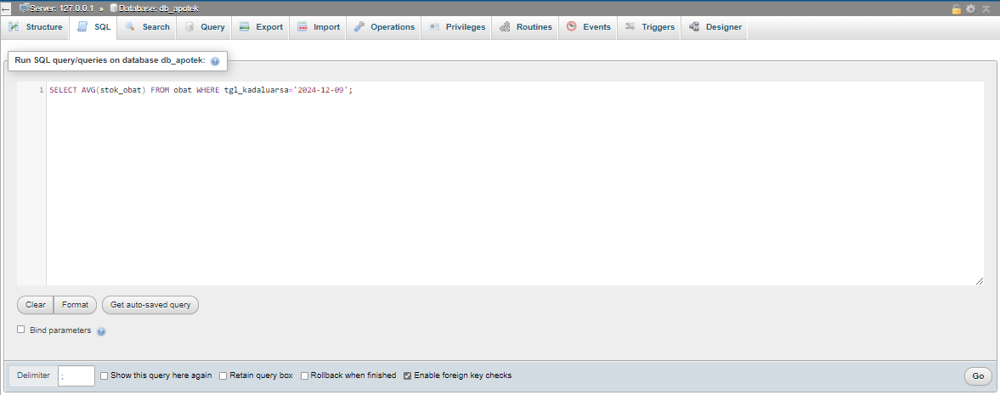 Server: 127.0.0.1 » Database: db_apotek
Structure SQL Search Query Export Import Operations Privileges Routines Events Triggers Designer
Run SQL query/queries on database db_apotek:
1 SELECT AVG(stok_obat) FROM obat WHERE tgl_kadaluarsa='2024-12-09';
Clear Format Get auto-saved query
Bind parameters
Delimiter ; Show this query here again Retain query box Rollback when finished Enable foreign key checks Go